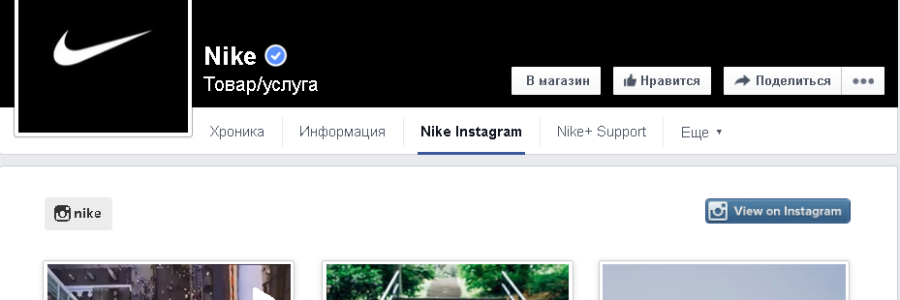 Nike
Товар/услуга
В магазин
Нравится
Поделиться
Хроника
Информация
Nike Instagram
Nike+ Support
Еще
nike
View on Instagram